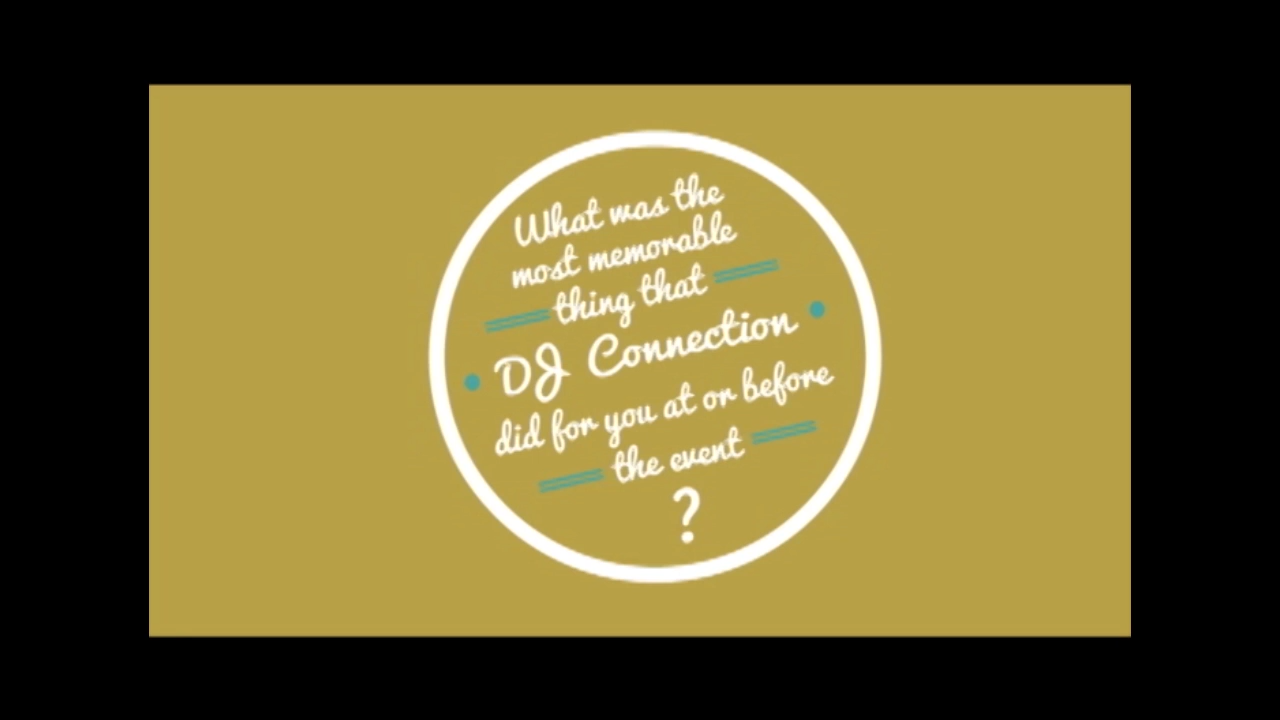 What was the
most memorable
thing that
DJ Connection
did for you at or before
the event
?